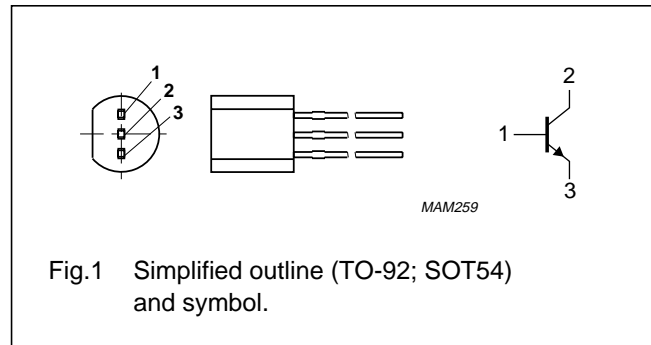 1
2
3
2
1
3
MAM259
Fig.1 Simplified outline (TO-92; SOT54)
and symbol.